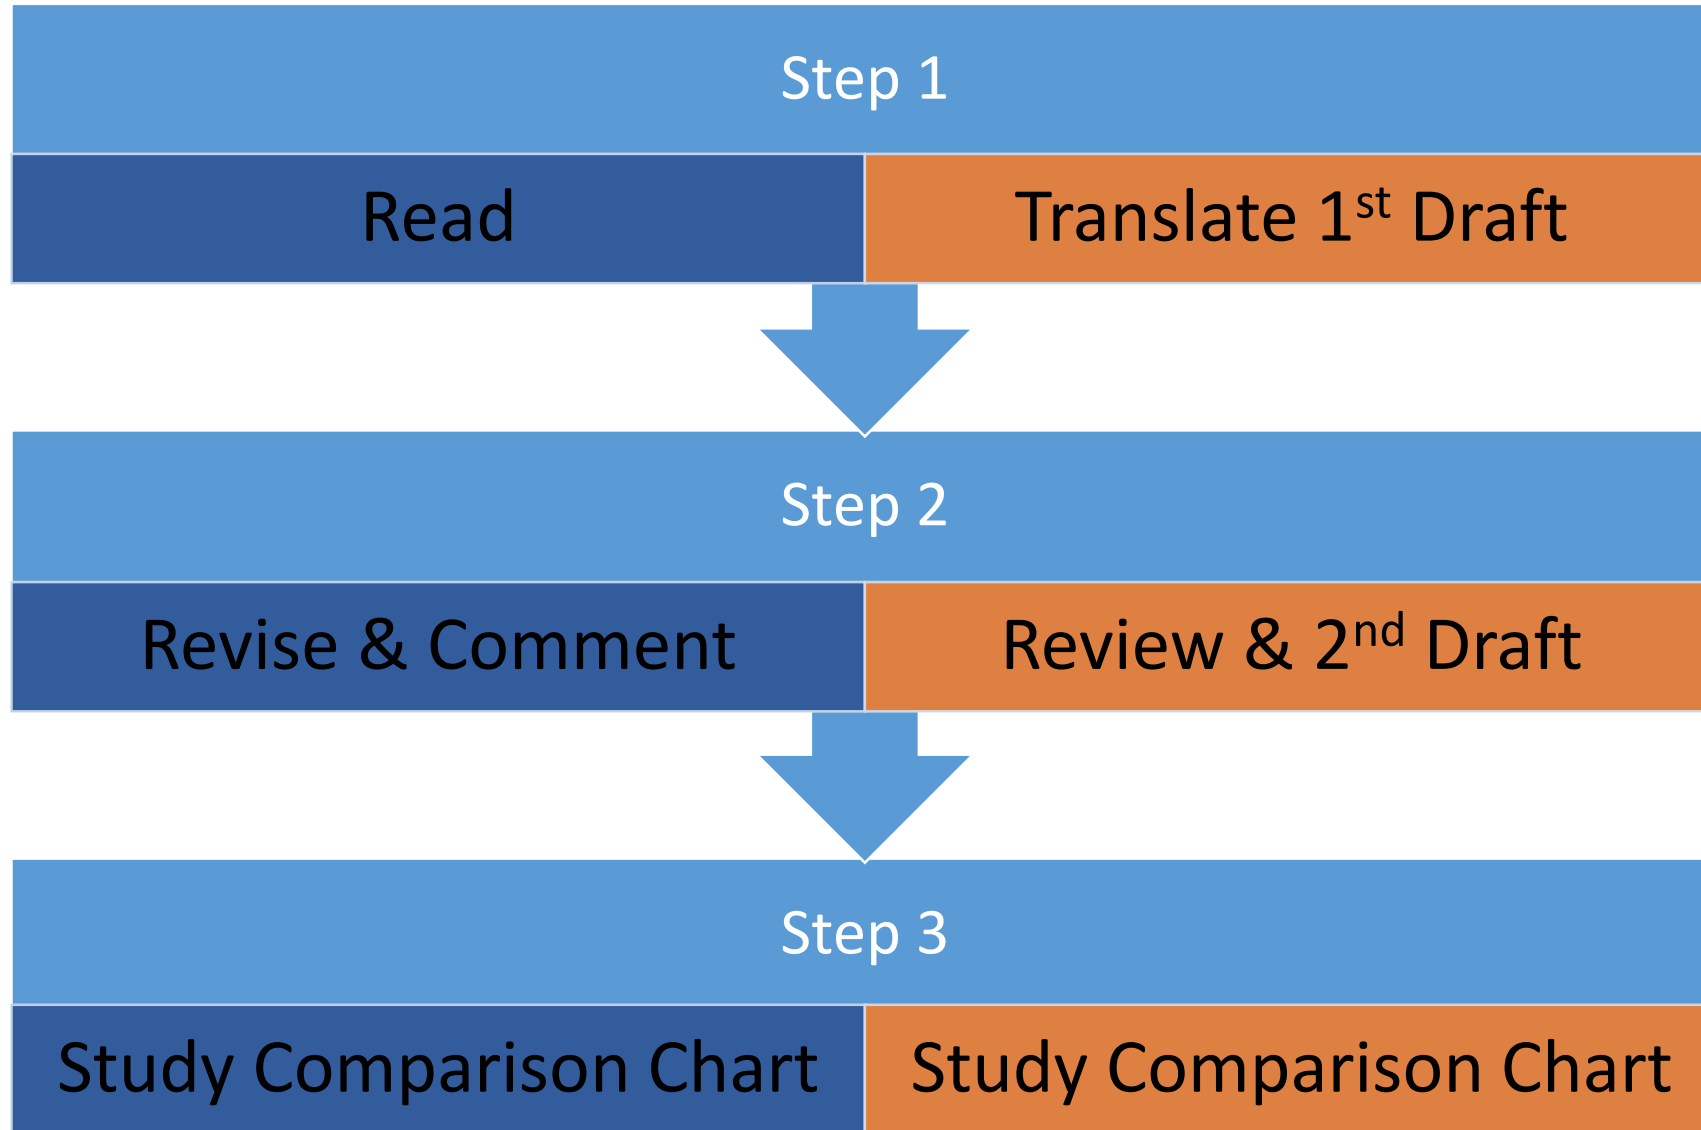 Step 1
Read
Translate 1st Draft
Step 2
Revise & Comment
Review & 2nd Draft
Step 3
Study Comparison Chart
Study Comparison Chart